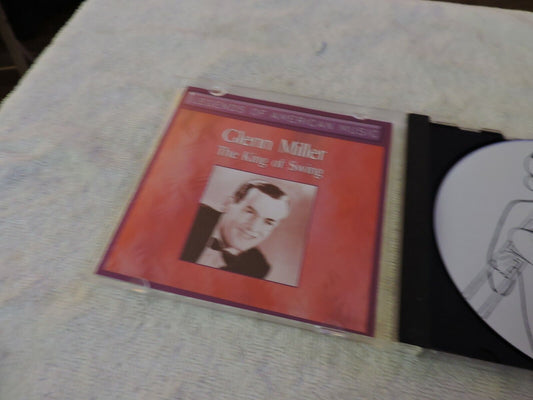 LEGENDS OF AMERICAN MUSIC
Glenn Miller
The King of Swing